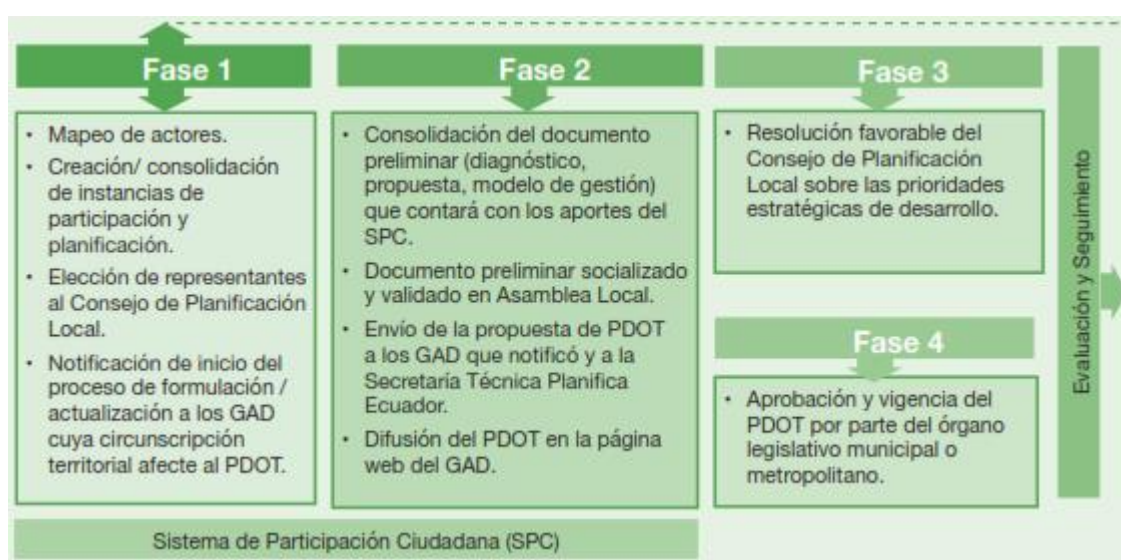 Fase 1
• Mapeo de actores.
• Creación/ consolidación
de instancias de
participación y
planificación.
• Elección de representantes
al Consejo de Planificación
Local.
• Notificación de inicio del
proceso de formulación /
actualización a los GAD
cuya circunscripción
territorial afecte al PDOT.
Fase 2
• Consolidación del documento
preliminar (diagnóstico,
propuesta, modelo de gestión)
que contará con los aportes del
SPC.
• Documento preliminar socializado
y validado en Asamblea Local.
• Envío de la propuesta de PDOT
a los GAD que notificó y a la
Secretaría Técnica Planifica
Ecuador.
• Difusión del PDOT en la página
web del GAD.
Sistema de Participación Ciudadana (SPC)
Fase 3
• Resolución favorable del
Consejo de Planificación
Local sobre las prioridades
estratégicas de desarrollo.
Fase 4
• Aprobación y vigencia del
PDOT por parte del órgano
legislativo municipal o
metropolitano.
Evaluación y Seguimiento